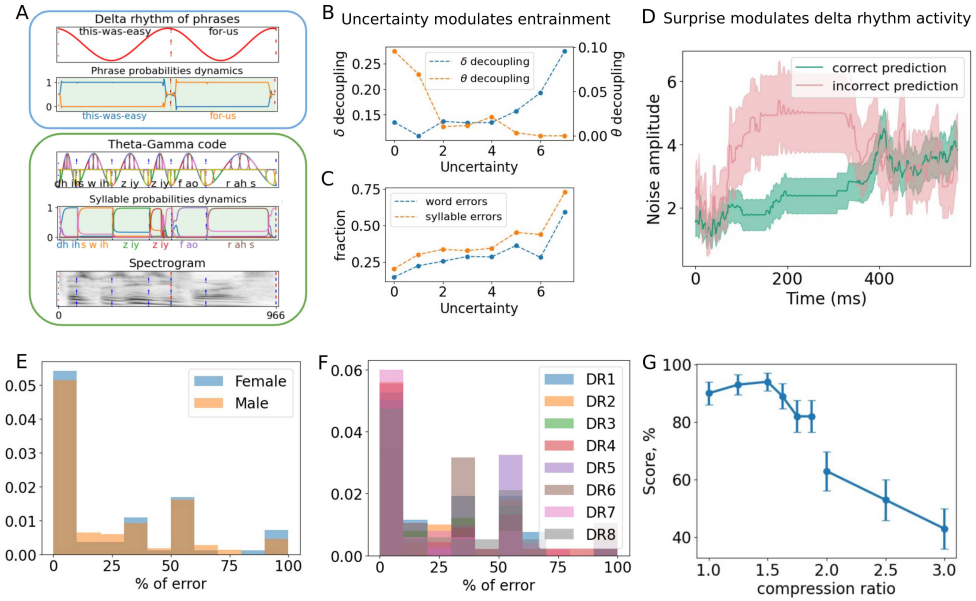 A
Delta rhythm of phrases
this-was-easy for-us
Phrase probabilities dynamics
1
0
this-was-easy for-us
Theta-Gamma code
dh its w ih z iy z iy f ao r ah s
Syllable probabilities dynamics
1
0
dh ih s w ih z iy z iy f ao r ah s
Spectrogram
0 966
B
Uncertainty modulates entrainment
δ decoupling
0.25
0.15
δ decoupling
θ decoupling
0.10
0.05
0.00
θ decoupling
0 2 4 6
Uncertainty
C
fraction
0.75
0.50
0.25
word errors
syllable errors
0 2 4 6
Uncertainty
D
Surprise modulates delta rhythm activity
Noise amplitude
6
4
2
correct prediction
incorrect prediction
0 200 400
Time (ms)
E
0.05
0.04
0.03
0.02
0.01
0.00
Female
Male
0 25 50 75 100
% of error
F
0.06
0.04
0.02
0.00
DR1
DR2
DR3
DR4
DR5
DR6
DR7
DR8
0 25 50 75 100
% of error
G
Score, %
100
80
60
40
1.0 1.5 2.0 2.5 3.0
compression ratio